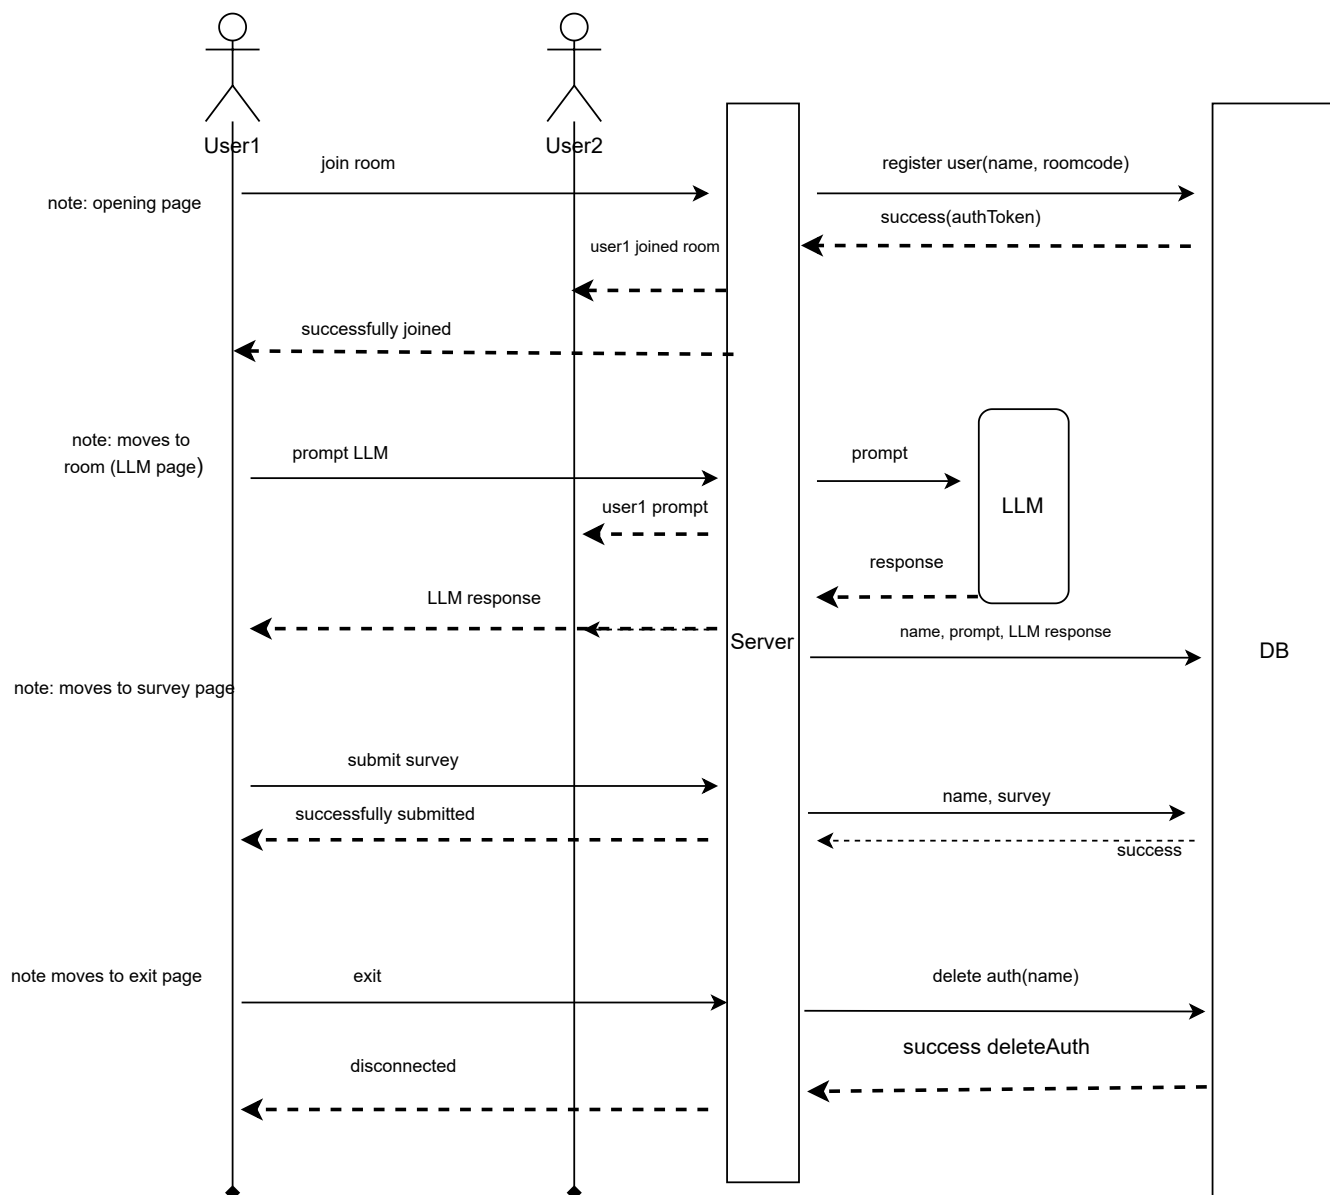 User1
User2
join room
register user(name, roomcode)
note: opening page
success(authToken)
user1 joined room
successfully joined
note: moves to
room (LLM page)
prompt LLM
prompt
LLM
user1 prompt
response
LLM response
name, prompt, LLM response
Server
DB
note: moves to survey page
submit survey
name, survey
successfully submitted
success
note moves to exit page
exit
delete auth(name)
success deleteAuth
disconnected